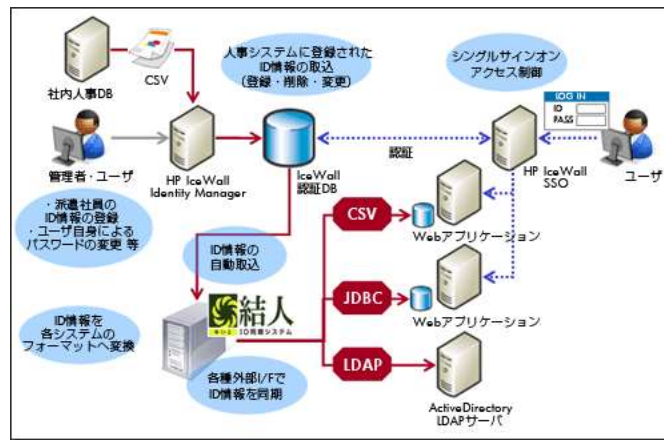 社内人事DB
CSV
人事システムに登録された
ID情報の取込
(登録・削除・変更)
シングルサインオン
アクセス制御
LOG IN
ID
PASS
管理者・ユーザ
HP IceWall
Identity Manager
IceWall
認証DB
認証
HP IceWall
SSO
ユーザ
・派遣社員の
ID情報の登録
・ユーザ自身による
パスワードの変更 等
ID情報の
自動取込
CSV
Webアプリケーション
JDBC
Webアプリケーション
LDAP
ActiveDirectory
LDAPサーバ
ID情報を
各システムの
フォーマットへ変換
結人
ID同期システム
各種外部I/Fで
ID情報を同期